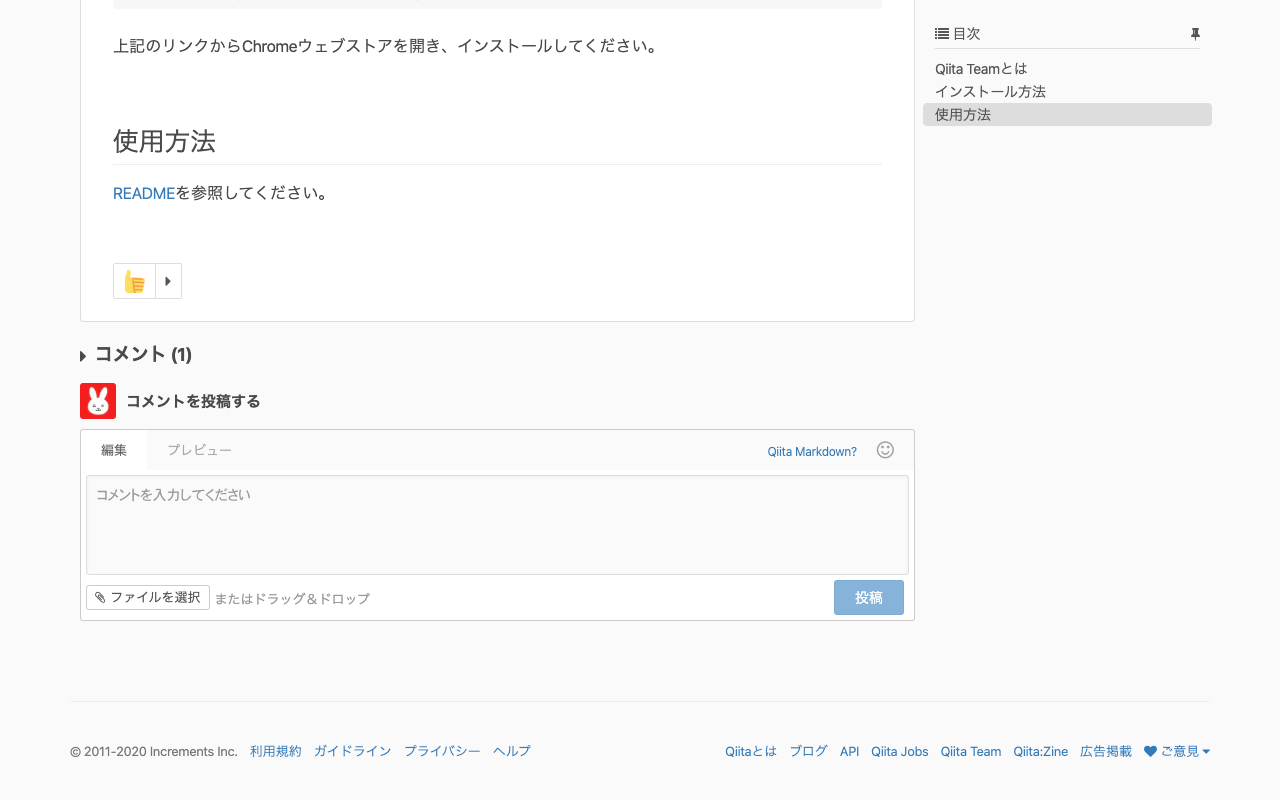 上記のリンクからChromeウェブストアを開き、インストールしてください。
使用方法
READMEを参照してください。
コメント (1)
コメントを投稿する
編集 プレビュー Qiita Markdown?
コメントを入力してください
ファイルを選択 またはドラッグ＆ドロップ 投稿
目次
Qiita Teamとは
インストール方法
使用方法
© 2011-2020 Increments Inc. 利用規約 ガイドライン プライバシー ヘルプ Qiitaとは ブログ API Qiita Jobs Qiita Team Qiita:Zine 広告掲載 ご意見